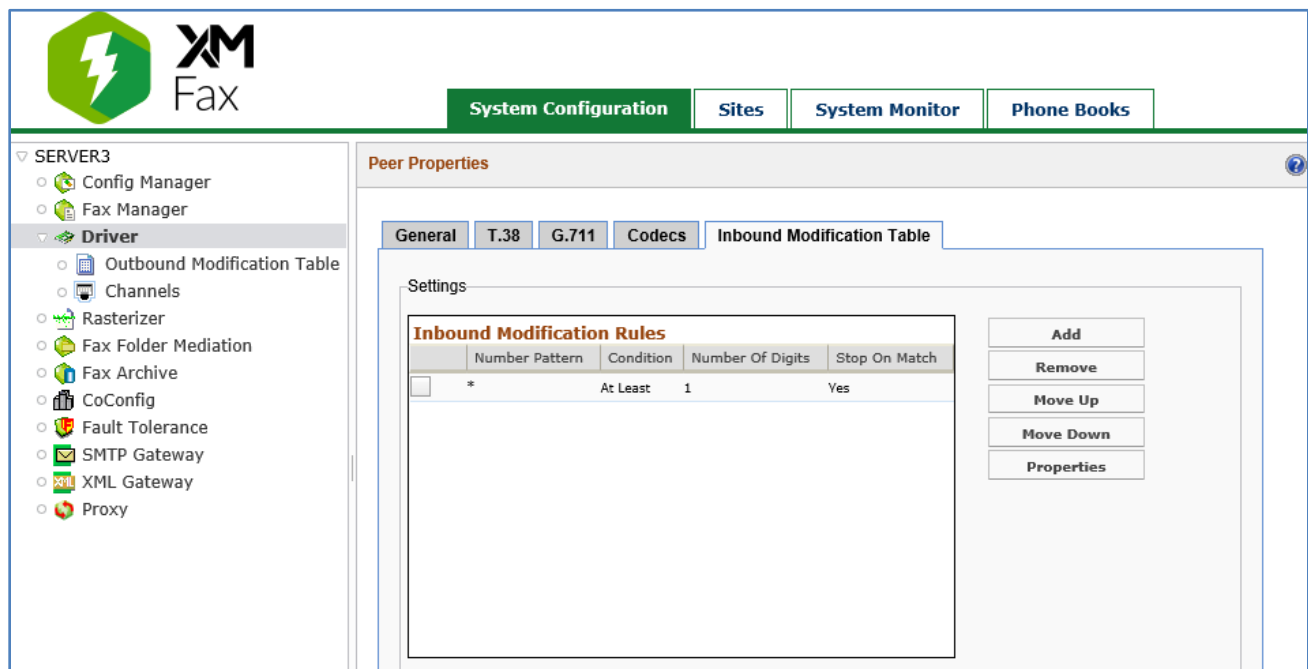 XM
Fax
System Configuration Sites System Monitor Phone Books
SERVER3
Config Manager
Fax Manager
Driver
Outbound Modification Table
Channels
Rasterizer
Fax Folder Mediation
Fax Archive
CoConfig
Fault Tolerance
SMTP Gateway
XML Gateway
Proxy
Peer Properties
?
General T.38 G.711 Codecs Inbound Modification Table
Settings
Inbound Modification Rules
Number Pattern Condition Number Of Digits Stop On Match
* At Least 1 Yes
Add
Remove
Move Up
Move Down
Properties